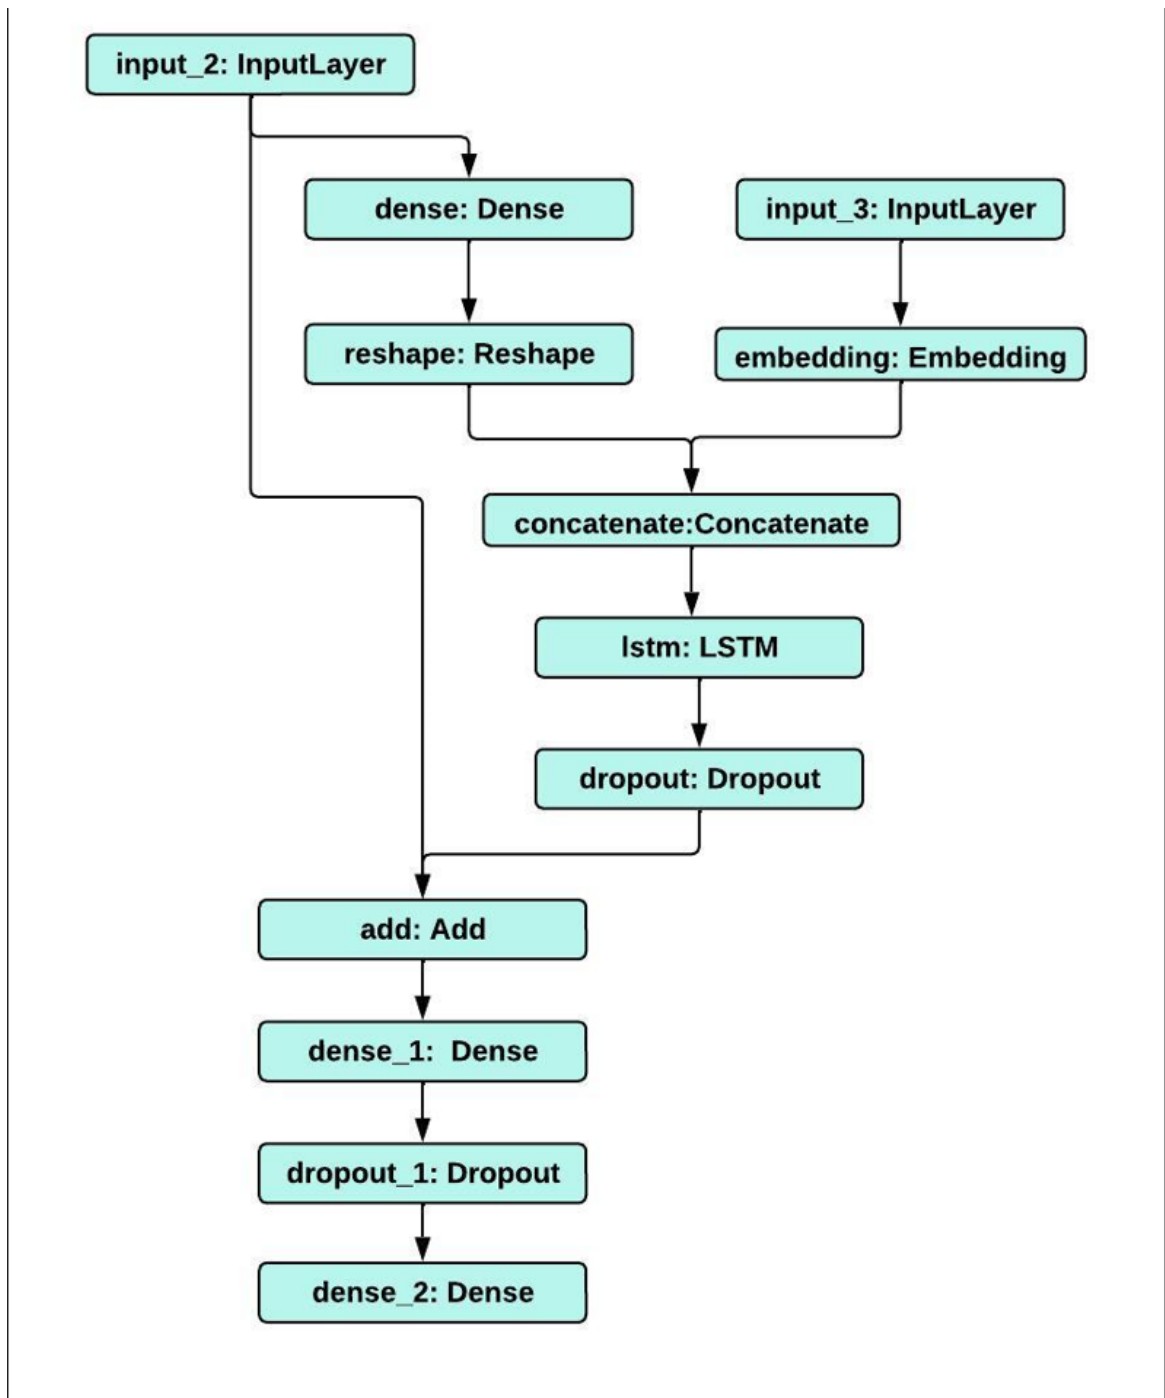 input_2: InputLayer
dense: Dense
input_3: InputLayer
reshape: Reshape
embedding: Embedding
concatenate:Concatenate
lstm: LSTM
dropout: Dropout
add: Add
dense_1:  Dense
dropout_1: Dropout
dense_2: Dense